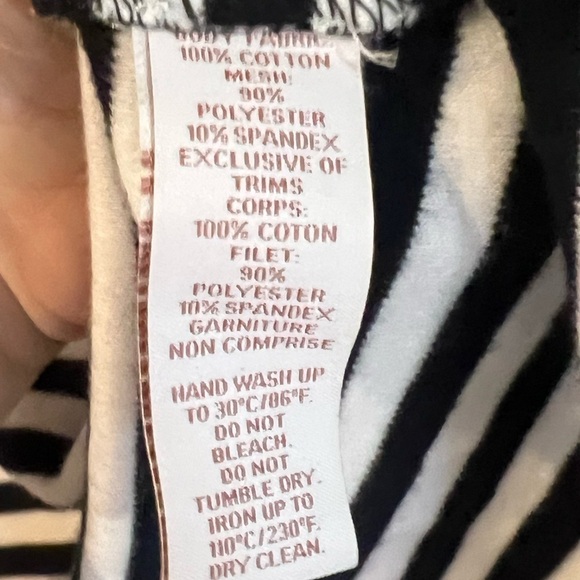 BODY FABRIC:
100% COTTON
MESH:
90%
POLYESTER
10% SPANDEX
EXCLUSIVE OF
TRIMS
CORPS:
100% COTON
FILET:
90%
POLYESTER
10% SPANDEX
GARNITURE
NON COMPRISE
HAND WASH UP
TO 30°C/86°F.
DO NOT
BLEACH.
DO NOT
TUMBLE DRY.
IRON UP TO
110°C/230°F.
DRY CLEAN.